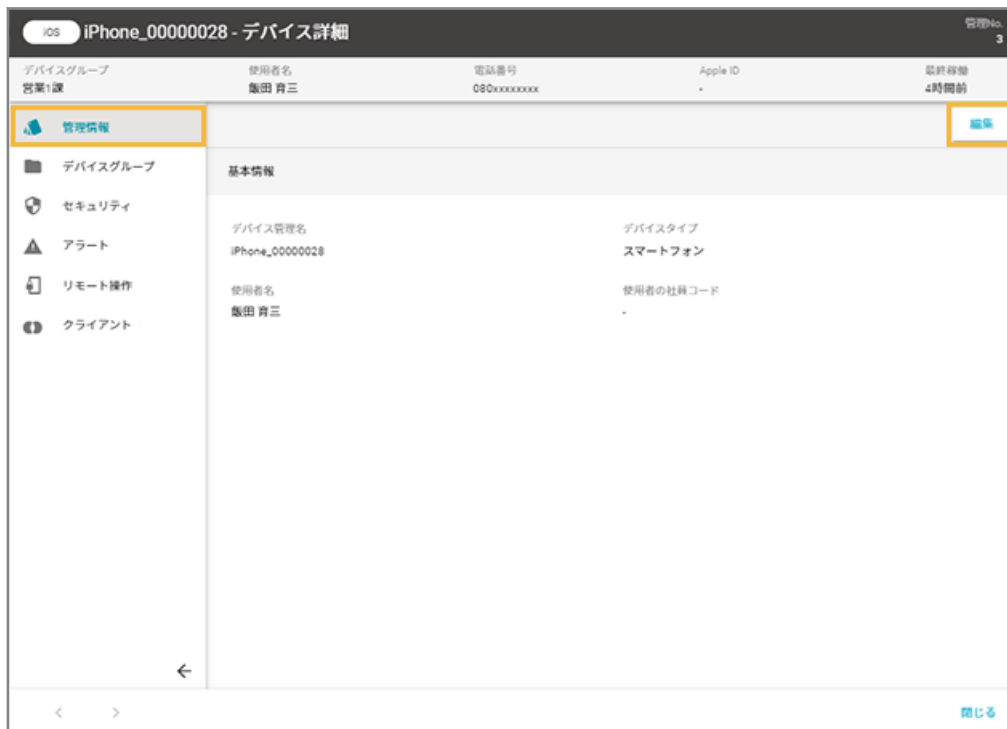 iOS iPhone_00000028 - デバイス詳細
管理No.
3
デバイスグループ 使用者名 電話番号 Apple ID 最終稼働
営業1課 飯田 育三 080xxxxxxxx - 4時間前
管理情報 編集
デバイスグループ
基本情報
セキュリティ
デバイス管理名 デバイスタイプ
アラート
iPhone_00000028 スマートフォン
リモート操作
使用者名 使用者の社員コード
飯田 育三 -
クライアント
←
< >
閉じる